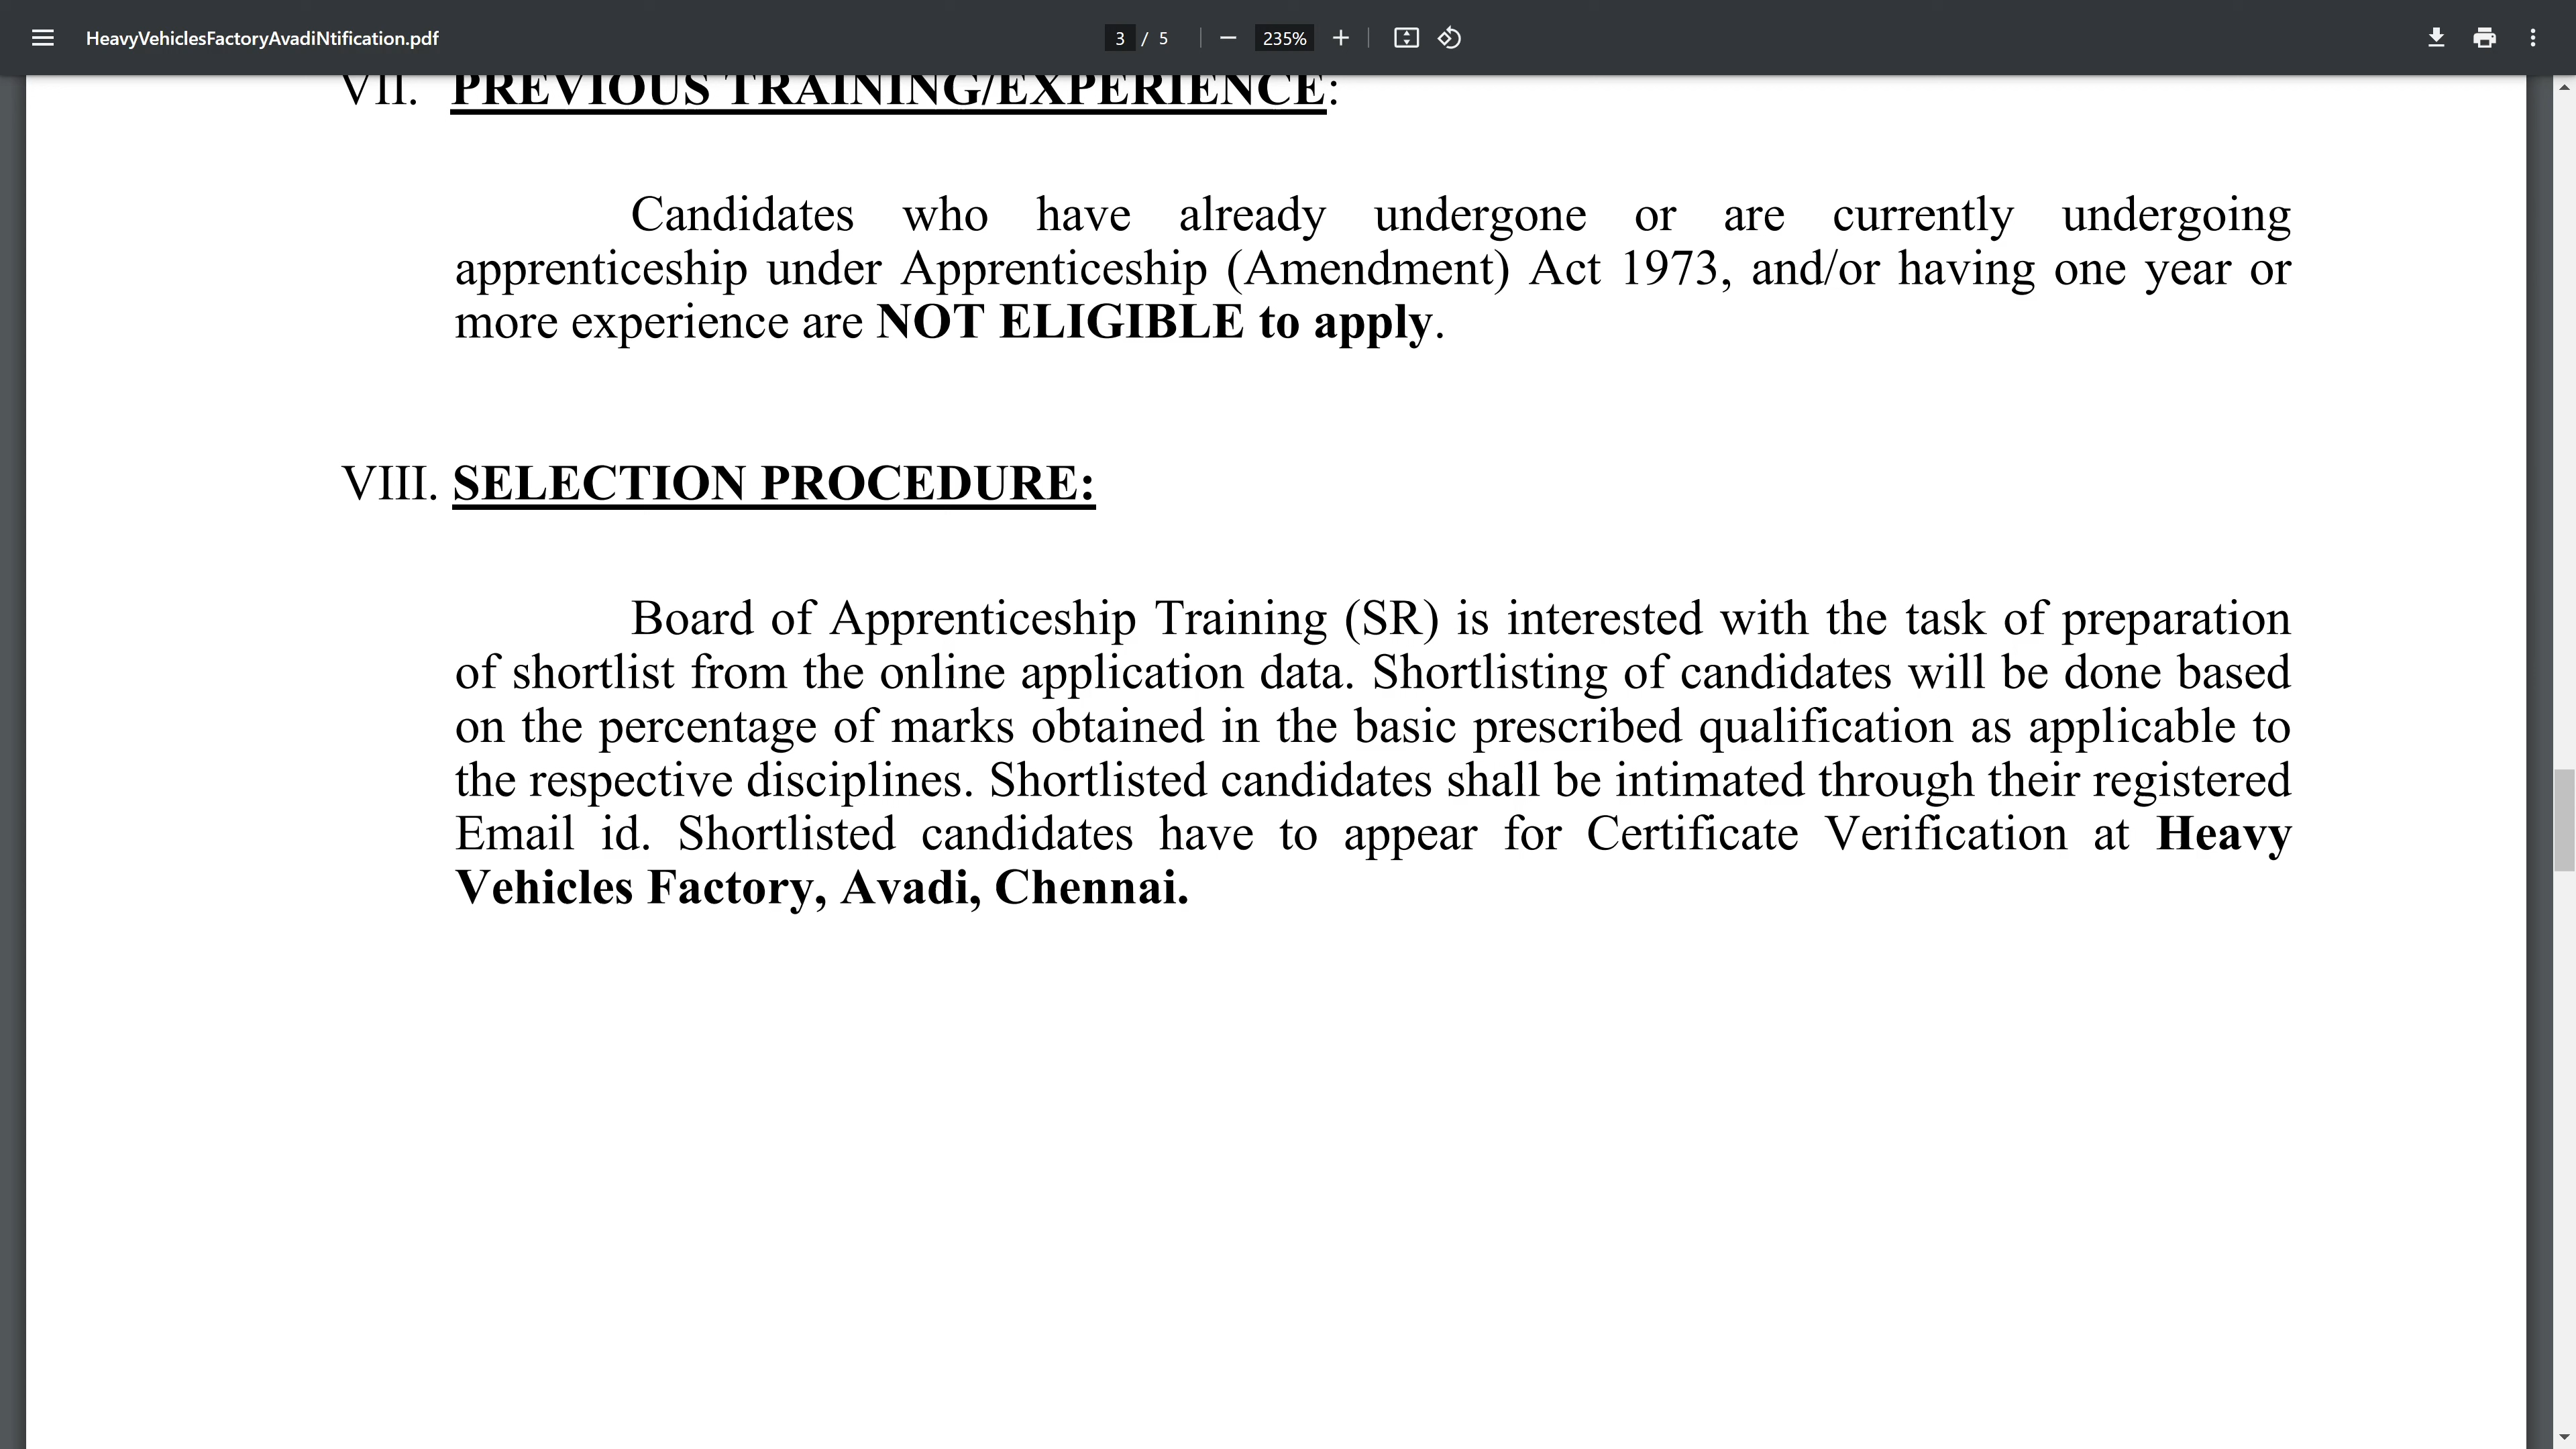 HeavyVehiclesFactoryAvadiNtification.pdf
3 / 5
235%
VII. PREVIOUS TRAINING/EXPERIENCE:
Candidates who have already undergone or are currently undergoing
apprenticeship under Apprenticeship (Amendment) Act 1973, and/or having one year or
more experience are NOT ELIGIBLE to apply.
VIII. SELECTION PROCEDURE:
Board of Apprenticeship Training (SR) is interested with the task of preparation
of shortlist from the online application data. Shortlisting of candidates will be done based
on the percentage of marks obtained in the basic prescribed qualification as applicable to
the respective disciplines. Shortlisted candidates shall be intimated through their registered
Email id. Shortlisted candidates have to appear for Certificate Verification at Heavy
Vehicles Factory, Avadi, Chennai.